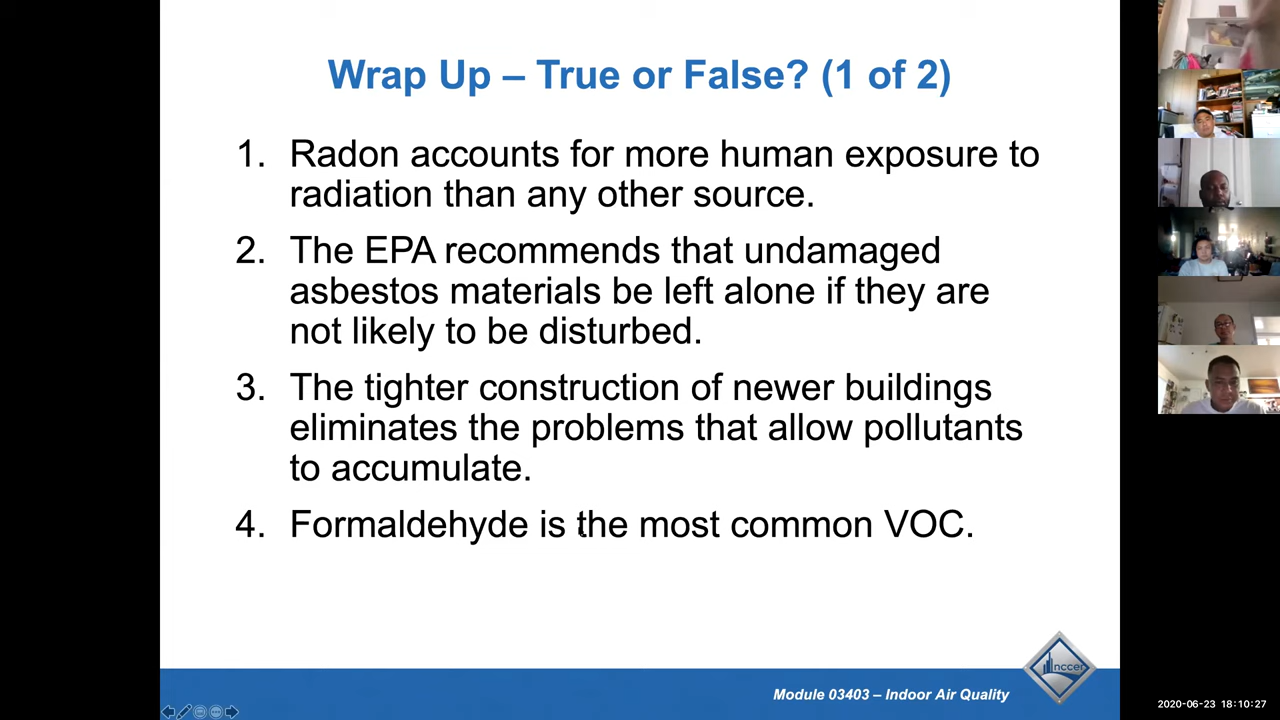 Wrap Up – True or False? (1 of 2)
1. Radon accounts for more human exposure to
radiation than any other source.
2. The EPA recommends that undamaged
asbestos materials be left alone if they are
not likely to be disturbed.
3. The tighter construction of newer buildings
eliminates the problems that allow pollutants
to accumulate.
4. Formaldehyde is the most common VOC.
nccer
Module 03403 – Indoor Air Quality
2020-06-23 18:10:27